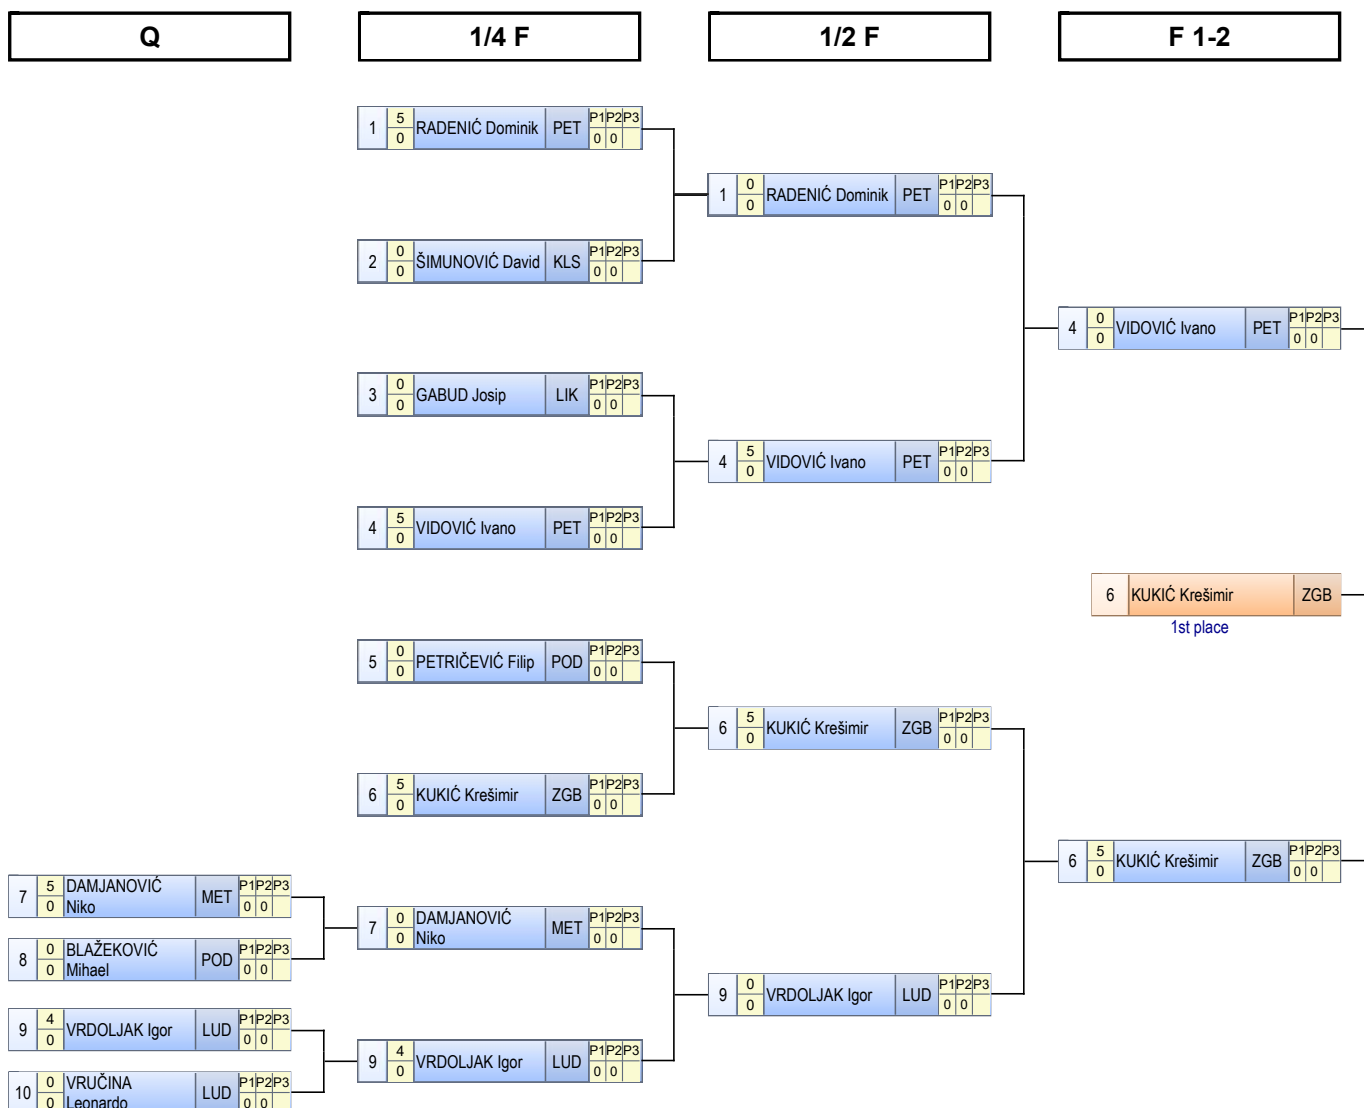 Q 1/4 F 1/2 F F 1-2
1 5 0 RADENIĆ Dominik PET P1 P2 P3 0 0
1 0 0 RADENIĆ Dominik PET P1 P2 P3 0 0
2 0 0 ŠIMUNOVIĆ David KLS P1 P2 P3 0 0
4 0 0 VIDOVIĆ Ivano PET P1 P2 P3 0 0
3 0 0 GABUD Josip LIK P1 P2 P3 0 0
4 5 0 VIDOVIĆ Ivano PET P1 P2 P3 0 0
4 5 0 VIDOVIĆ Ivano PET P1 P2 P3 0 0
6 KUKIĆ Krešimir ZGB
1st place
5 0 0 PETRIČEVIĆ Filip POD P1 P2 P3 0 0
6 5 0 KUKIĆ Krešimir ZGB P1 P2 P3 0 0
6 5 0 KUKIĆ Krešimir ZGB P1 P2 P3 0 0
6 5 0 KUKIĆ Krešimir ZGB P1 P2 P3 0 0
7 5 0 DAMJANOVIĆ Niko MET P1 P2 P3 0 0
7 0 0 DAMJANOVIĆ Niko MET P1 P2 P3 0 0
8 0 0 BLAŽEKOVIĆ Mihael POD P1 P2 P3 0 0
9 0 0 VRDOLJAK Igor LUD P1 P2 P3 0 0
9 4 0 VRDOLJAK Igor LUD P1 P2 P3 0 0
9 4 0 VRDOLJAK Igor LUD P1 P2 P3 0 0
10 0 0 VRUČINA Leonardo LUD P1 P2 P3 0 0